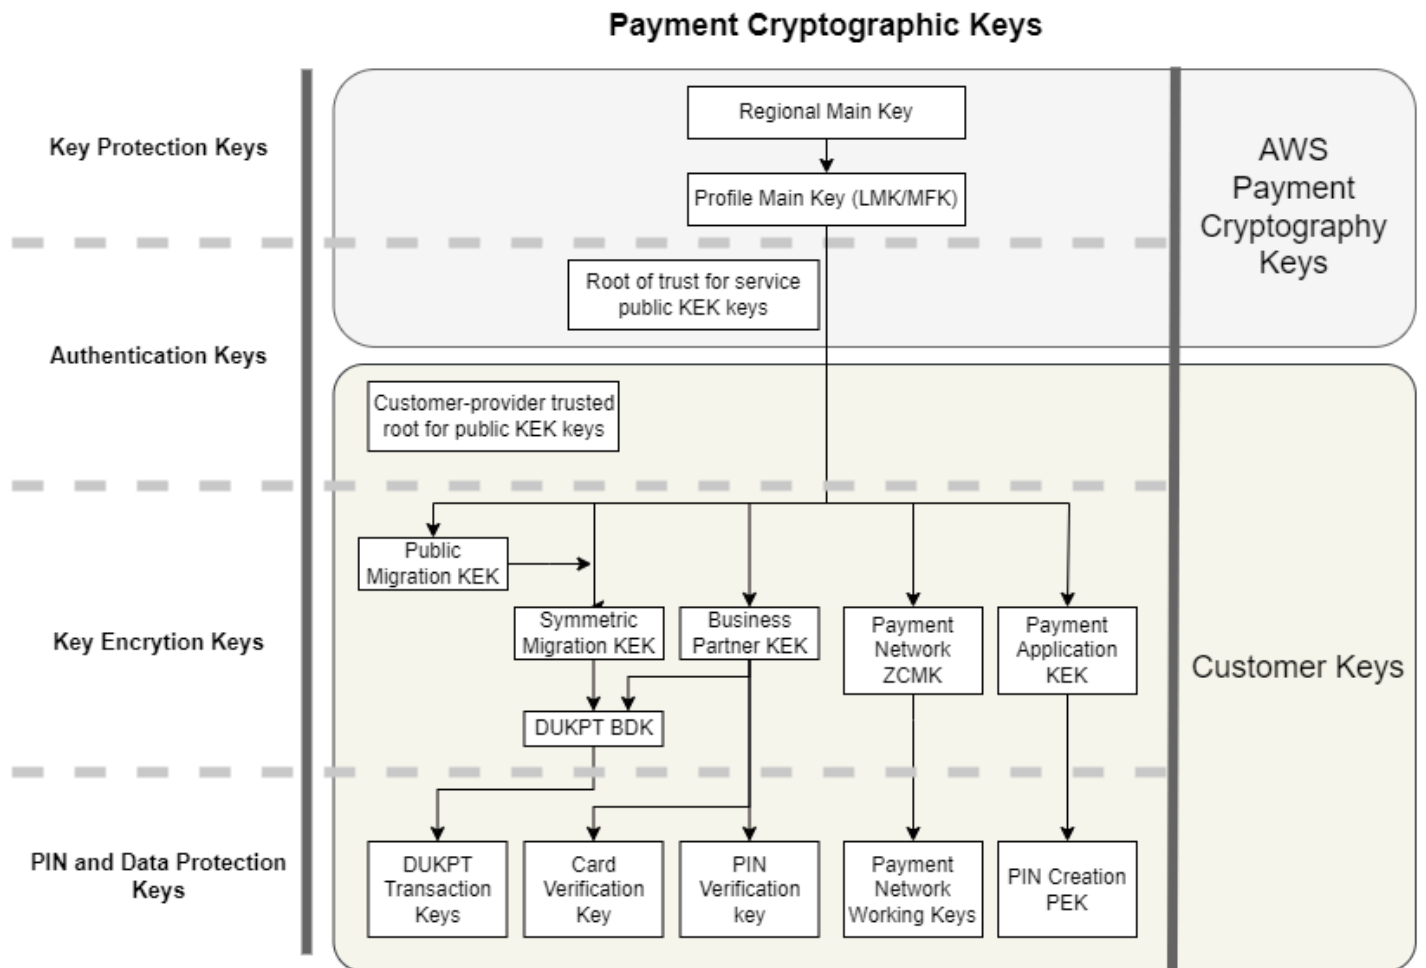 Payment Cryptographic Keys
Key Protection Keys
Regional Main Key
Profile Main Key (LMK/MFK)
AWS
Payment
Cryptography
Keys
Authentication Keys
Root of trust for service
public KEK keys
Customer-provider trusted
root for public KEK keys
Key Encrytion Keys
Public
Migration KEK
Symmetric
Migration KEK
Business
Partner KEK
Payment
Network
ZCMK
Payment
Application
KEK
DUKPT BDK
Customer Keys
PIN and Data Protection
Keys
DUKPT
Transaction
Keys
Card
Verification
Key
PIN
Verification
key
Payment
Network
Working Keys
PIN Creation
PEK